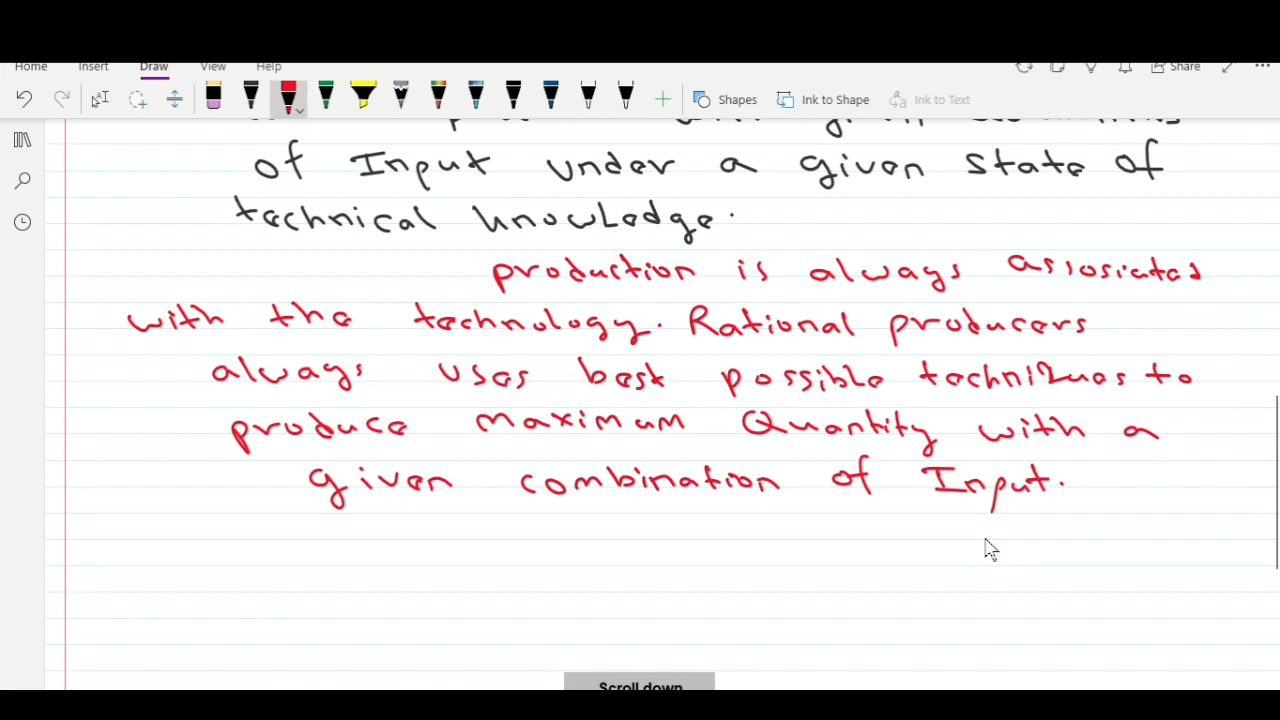 Home Insert Draw View Help Share
Shapes Ink to Shape Ink to Text
of Input under a given state of
technical knowledge.
production is always assosiated
with the technology. Rational producers
always uses best possible techniques to
produce maximum Quantity with a
given combination of Input.
Scroll down